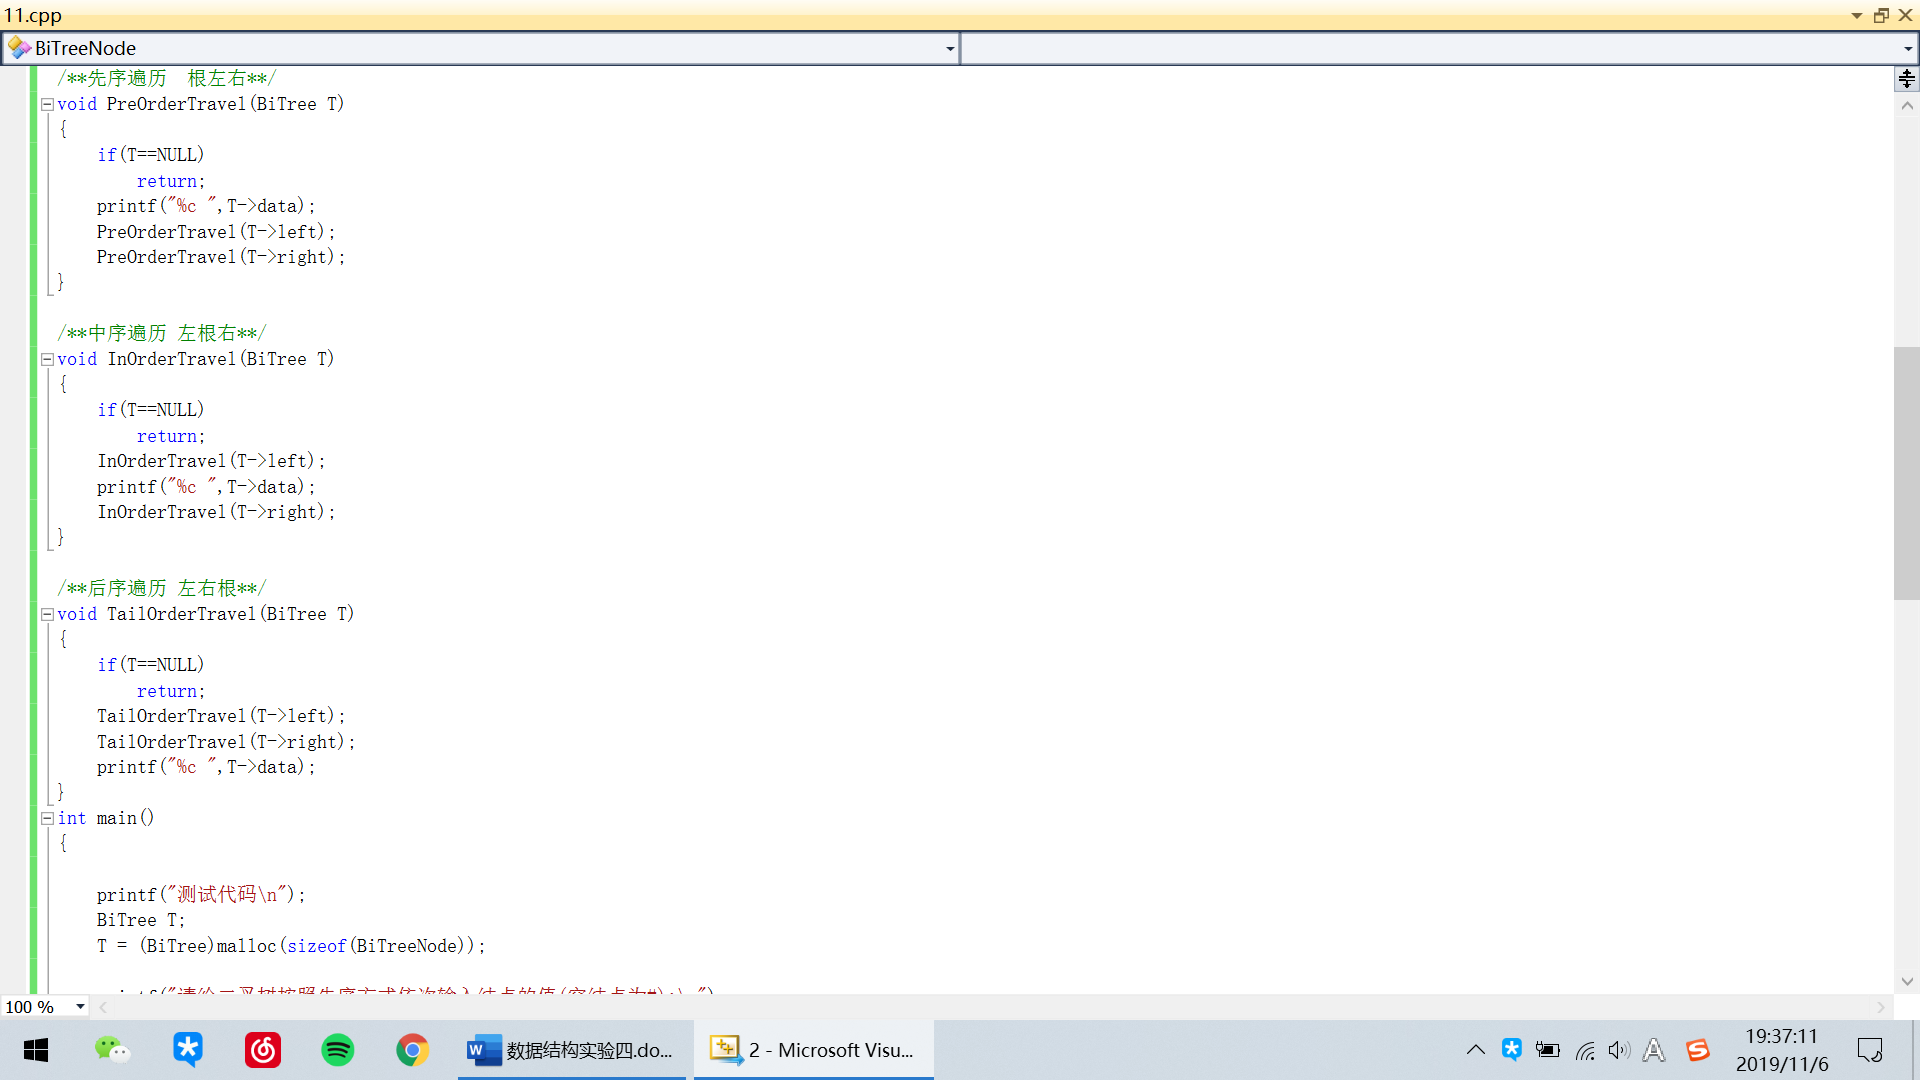 11.cpp
BiTreeNode
/**先序遍历  根左右**/
void PreOrderTravel(BiTree T)
{
    if(T==NULL)
        return;
    printf("%c ",T->data);
    PreOrderTravel(T->left);
    PreOrderTravel(T->right);
}
/**中序遍历 左根右**/
void InOrderTravel(BiTree T)
{
    if(T==NULL)
        return;
    InOrderTravel(T->left);
    printf("%c ",T->data);
    InOrderTravel(T->right);
}
/**后序遍历 左右根**/
void TailOrderTravel(BiTree T)
{
    if(T==NULL)
        return;
    TailOrderTravel(T->left);
    TailOrderTravel(T->right);
    printf("%c ",T->data);
}
int main()
{
    printf("测试代码\n");
    BiTree T;
    T = (BiTree)malloc(sizeof(BiTreeNode));
100 %
数据结构实验四.do...
2 - Microsoft Visu...
19:37:11
2019/11/6